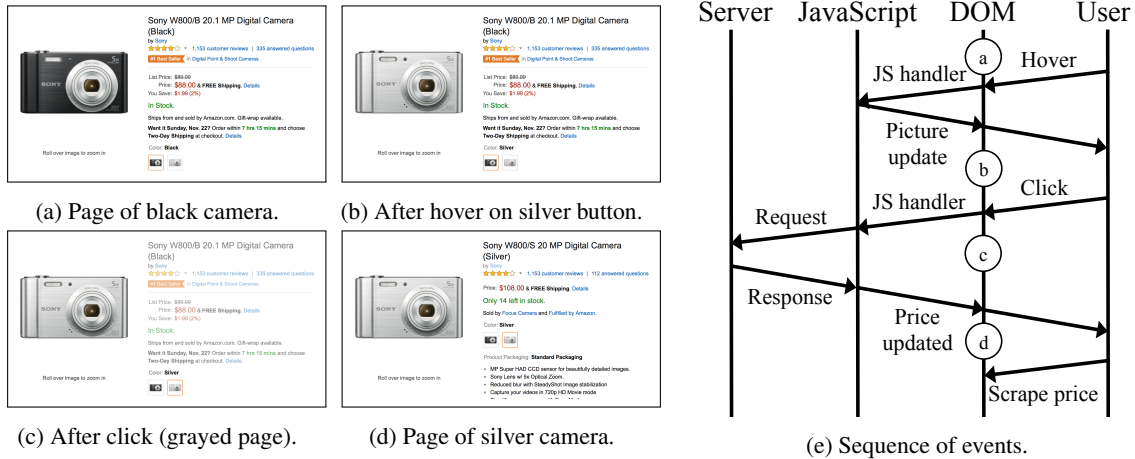 Sony W800/B 20.1 MP Digital Camera
(Black)
by Sony
1,153 customer reviews | 335 answered questions
#1 Best Seller in Digital Point & Shoot Cameras
List Price: $89.99
Price: $88.00 & FREE Shipping. Details
You Save: $1.99 (2%)
In Stock.
Ships from and sold by Amazon.com. Gift-wrap available.
Want it Sunday, Nov. 22? Order within 7 hrs 15 mins and choose
Two-Day Shipping at checkout. Details
Color: Black
SONY
5x
Roll over image to zoom in
(a) Page of black camera.
Sony W800/B 20.1 MP Digital Camera
(Black)
by Sony
1,153 customer reviews | 335 answered questions
#1 Best Seller in Digital Point & Shoot Cameras
List Price: $89.99
Price: $88.00 & FREE Shipping. Details
You Save: $1.99 (2%)
In Stock.
Ships from and sold by Amazon.com. Gift-wrap available.
Want it Sunday, Nov. 22? Order within 7 hrs 15 mins and choose
Two-Day Shipping at checkout. Details
Color: Silver
SONY
5x
Roll over image to zoom in
(b) After hover on silver button.
Sony W800/B 20.1 MP Digital Camera
(Black)
by Sony
1,153 customer reviews | 335 answered questions
#1 Best Seller in Digital Point & Shoot Cameras
List Price: $89.99
Price: $88.00 & FREE Shipping. Details
You Save: $1.99 (2%)
In Stock.
Ships from and sold by Amazon.com. Gift-wrap available.
Want it Sunday, Nov. 22? Order within 7 hrs 15 mins and choose
Two-Day Shipping at checkout. Details
Color: Silver
SONY
5x
Roll over image to zoom in
(c) After click (grayed page).
Sony W800/S 20 MP Digital Camera
(Silver)
by Sony
1,153 customer reviews | 112 answered questions
Price: $108.00 & FREE Shipping. Details
Only 14 left in stock.
Sold by Focus Camera and Fulfilled by Amazon.
Color: Silver
Product Packaging: Standard Packaging
• MP Super HAD CCD sensor for beautifully detailed images.
• Sony Lens w/ 5x Optical Zoom.
• Reduced blur with SteadyShot Image stabilization
• Capture your videos in 720p HD Movie mode
SONY
5x
Roll over image to zoom in
(d) Page of silver camera.
Server JavaScript DOM User
a
JS handler Hover
Picture
update
b
Click
JS handler
Request
c
Response
Price
updated
d
Scrape price
(e) Sequence of events.